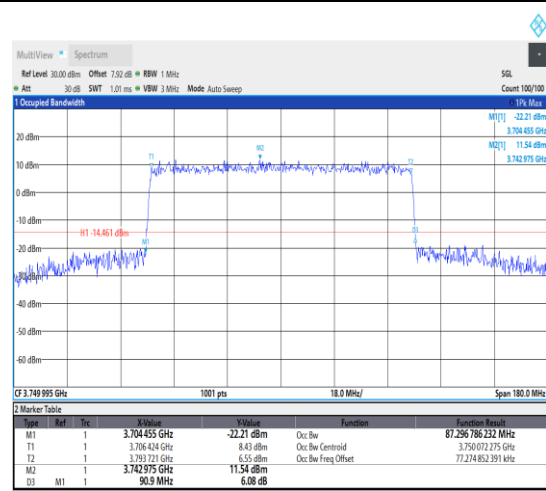 MultiView Spectrum
Ref Level 30.00 dBm Offset 7.92 dB RBW 1 MHz SGL
Att 30 dB SWT 1.01 ms VBW 3 MHz Mode Auto Sweep Count 100/100
1 Occupied Bandwidth 1Pk Max
M1[1] -22.21 dBm
3.704 455 GHz
M2[1] 11.54 dBm
3.742 975 GHz
20 dBm
T1 M2 T2
10 dBm
0 dBm
-10 dBm
H1 -14.461 dBm
M1 D3
-20 dBm
-30 dBm
-40 dBm
-50 dBm
-60 dBm
CF 3.749 995 GHz 1001 pts 18.0 MHz/ Span 180.0 MHz
2 Marker Table
Type Ref Trc X-Value Y-Value Function Function Result
M1 1 3.704 455 GHz -22.21 dBm Occ Bw 87.296 786 232 MHz
T1 1 3.706 424 GHz 8.43 dBm Occ Bw Centroid 3.750 072 275 GHz
T2 1 3.793 721 GHz 6.55 dBm Occ Bw Freq Offset 77.274 852 391 kHz
M2 1 3.742 975 GHz 11.54 dBm
D3 M1 1 90.9 MHz 6.08 dB